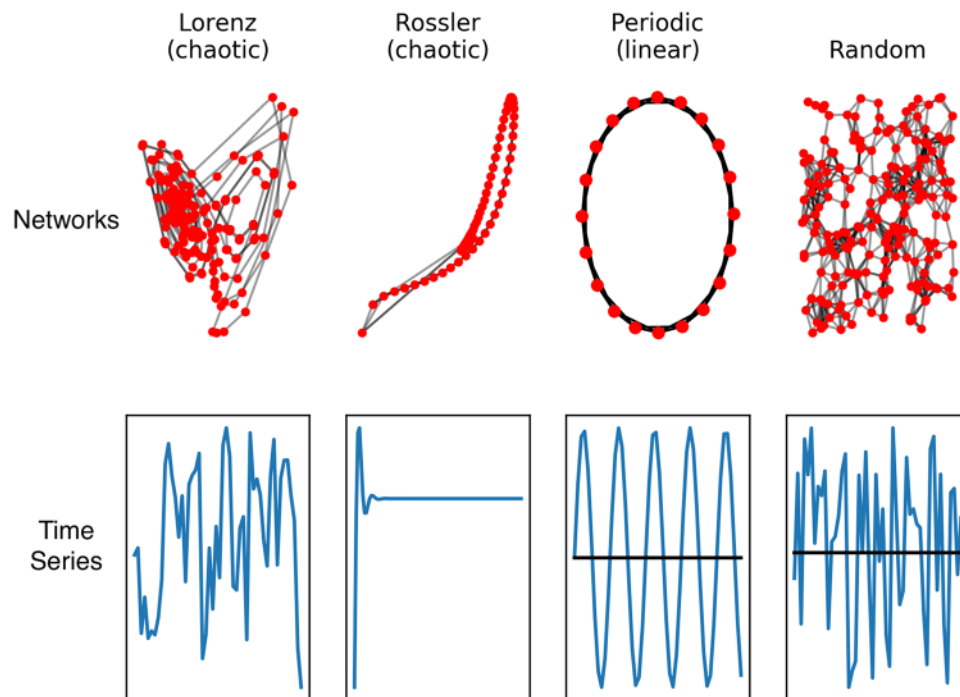 Lorenz
(chaotic)
Rossler
(chaotic)
Periodic
(linear)
Random
Networks
Time
Series